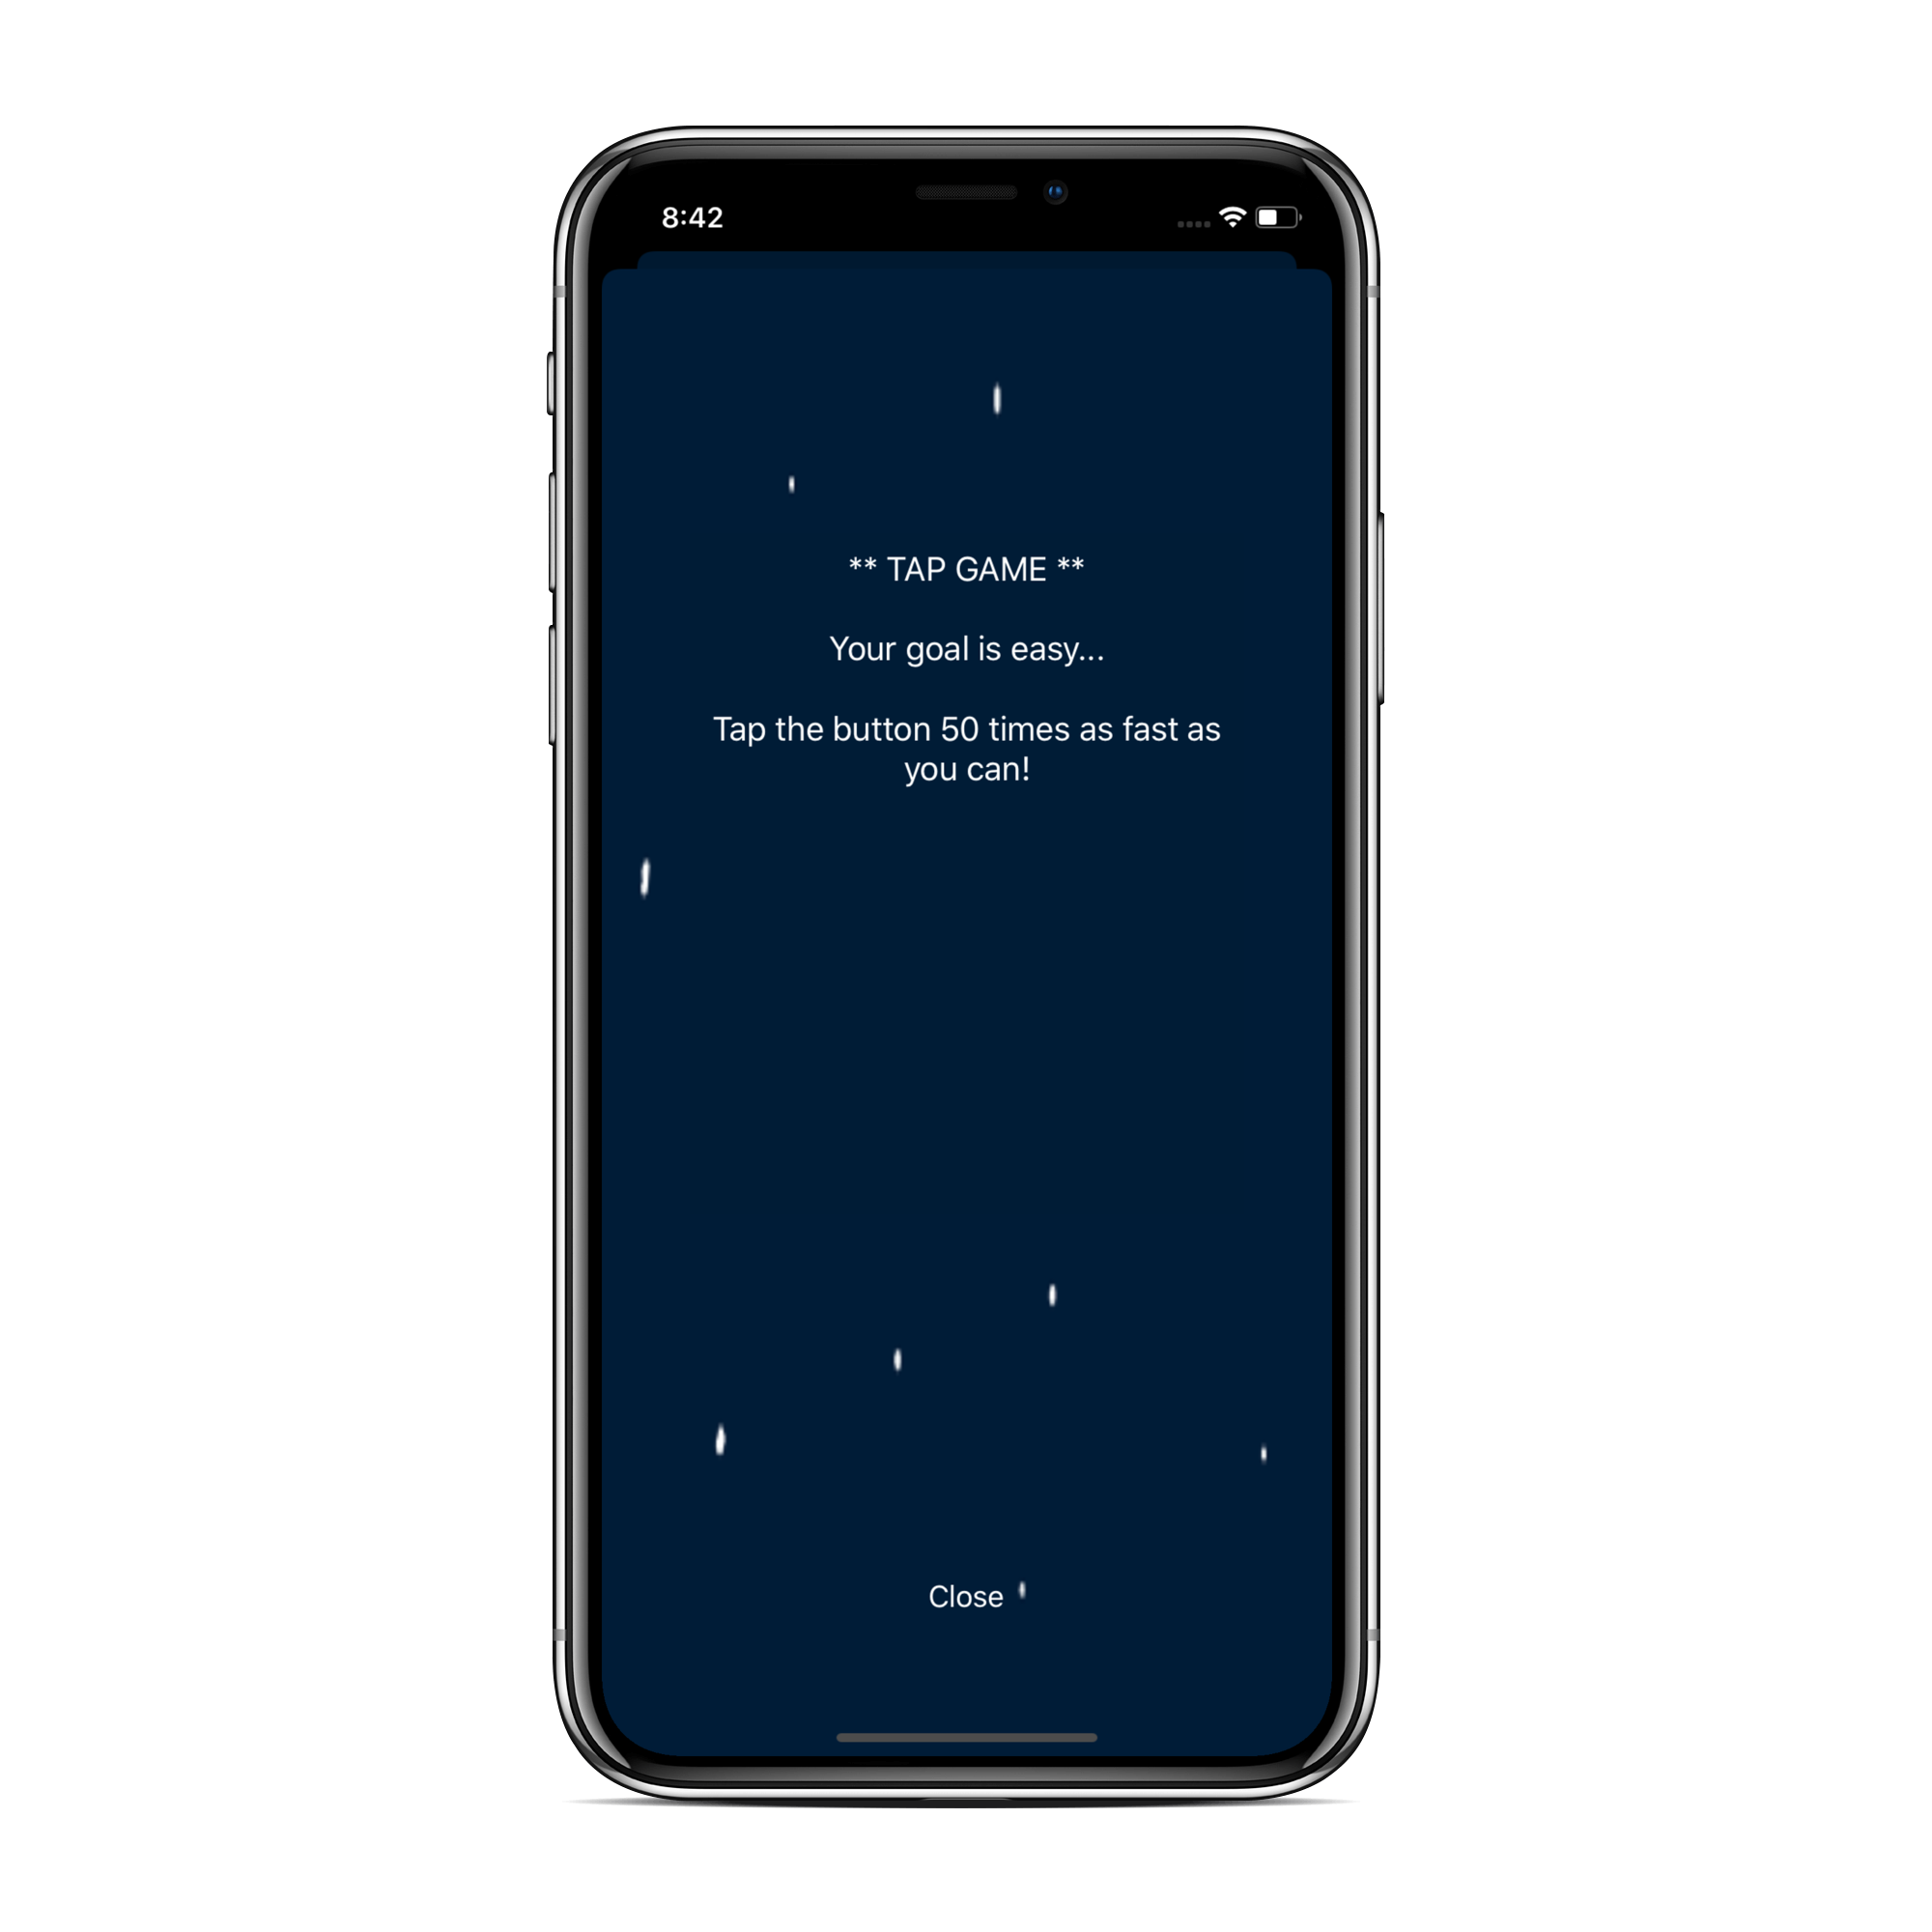 8:42
** TAP GAME **
Your goal is easy...
Tap the button 50 times as fast as
you can!
Close